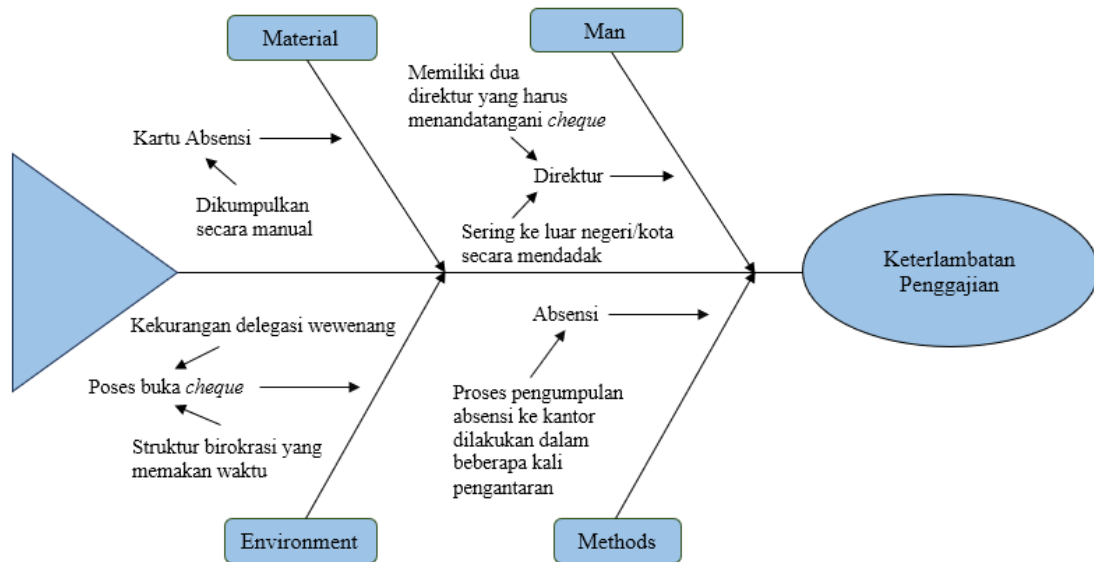 Material
Man
Memiliki dua
direktur yang harus
menandatangani cheque
Kartu Absensi
Direktur
Dikumpulkan
secara manual
Sering ke luar negeri/kota
secara mendadak
Keterlambatan
Penggajian
Kekurangan delegasi wewenang
Absensi
Poses buka cheque
Proses pengumpulan
absensi ke kantor
dilakukan dalam
beberapa kali
pengantaran
Struktur birokrasi yang
memakan waktu
Environment
Methods